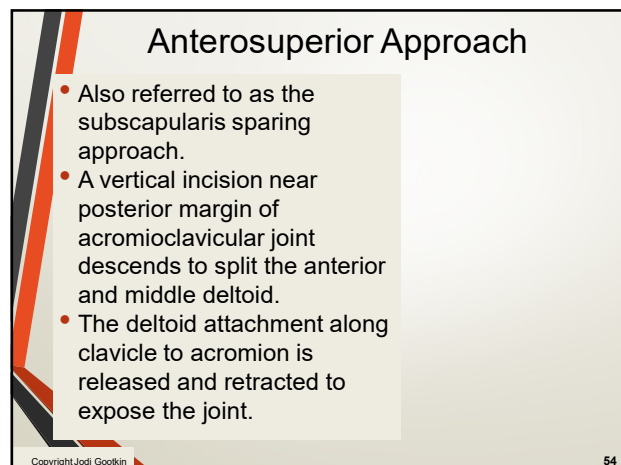 Anterosuperior Approach
• Also referred to as the
subscapularis sparing
approach.
• A vertical incision near
posterior margin of
acromioclavicular joint
descends to split the anterior
and middle deltoid.
• The deltoid attachment along
clavicle to acromion is
released and retracted to
expose the joint.
Copyright Jodi Gootkin
54